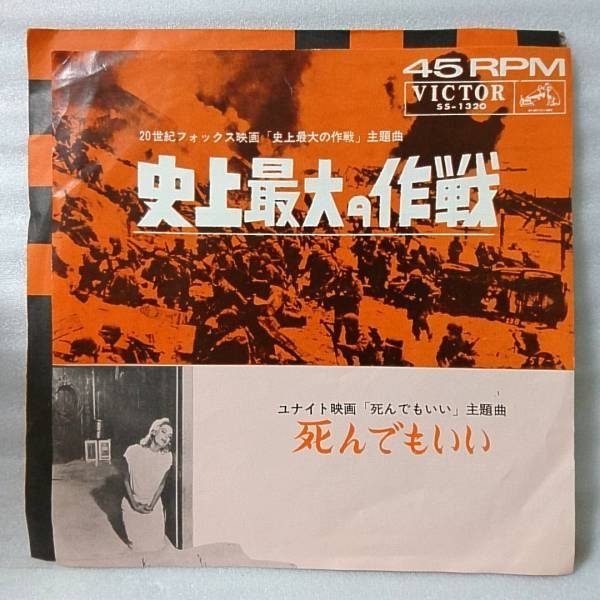 45 RPM
VICTOR
SS-1320
20世紀フォックス映画「史上最大の作戦」主題曲
史上最大の作戦
ユナイト映画「死んでもいい」主題曲
死んでもいい